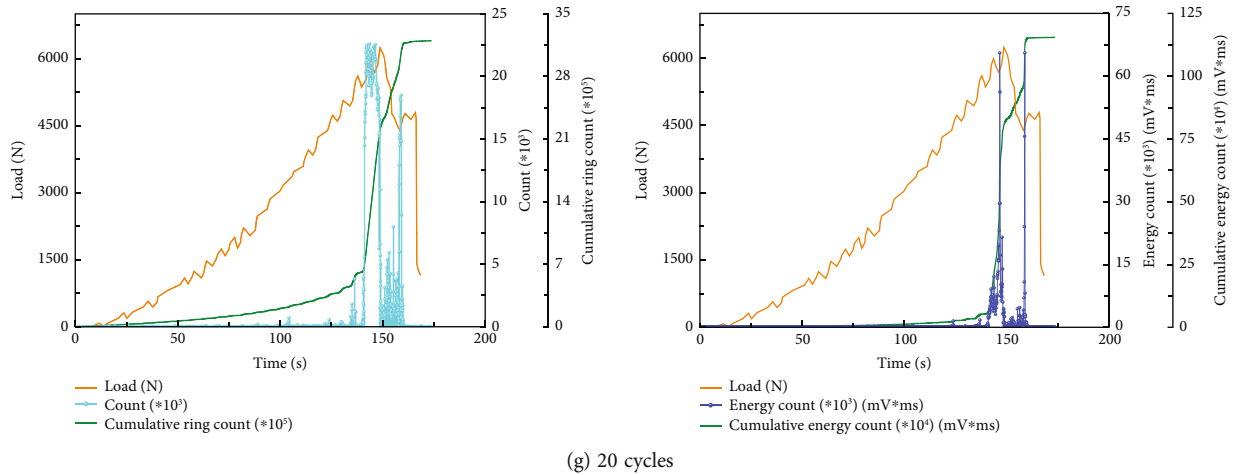 Load (N)
6000
4500
3000
1500
0
0
50
100
150
200
Time (s)
25
20
15
10
5
0
Count (*10³)
35
28
21
14
7
0
Cumulative ring count (*10⁵)
Load (N)
Count (*10³)
Cumulative ring count (*10⁵)
Load (N)
6000
4500
3000
1500
0
0
50
100
150
200
Time (s)
75
60
45
30
15
0
Energy count (*10³) (mV*ms)
125
100
75
50
25
0
Cumulative energy count (*10⁴) (mV*ms)
Load (N)
Energy count (*10³) (mV*ms)
Cumulative energy count (*10⁴) (mV*ms)
(g) 20 cycles